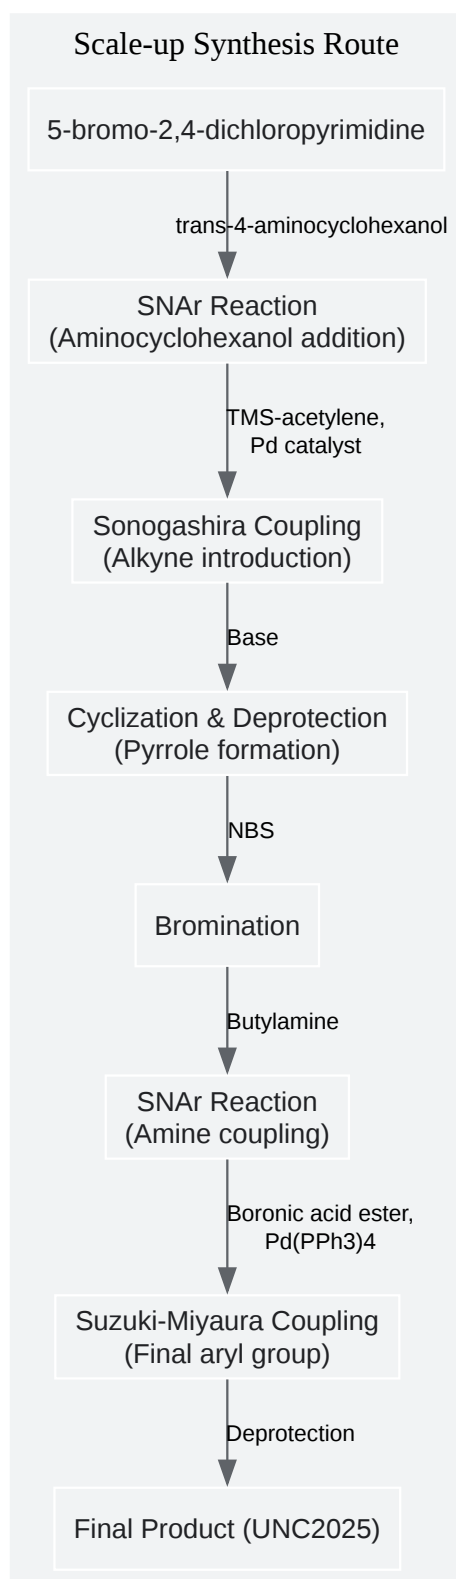 Scale-up Synthesis Route
5-bromo-2,4-dichloropyrimidine
trans-4-aminocyclohexanol
SNAr Reaction
(Aminocyclohexanol addition)
TMS-acetylene,
Pd catalyst
Sonogashira Coupling
(Alkyne introduction)
Base
Cyclization & Deprotection
(Pyrrole formation)
NBS
Bromination
Butylamine
SNAr Reaction
(Amine coupling)
Boronic acid ester,
Pd(PPh3)4
Suzuki-Miyaura Coupling
(Final aryl group)
Deprotection
Final Product (UNC2025)